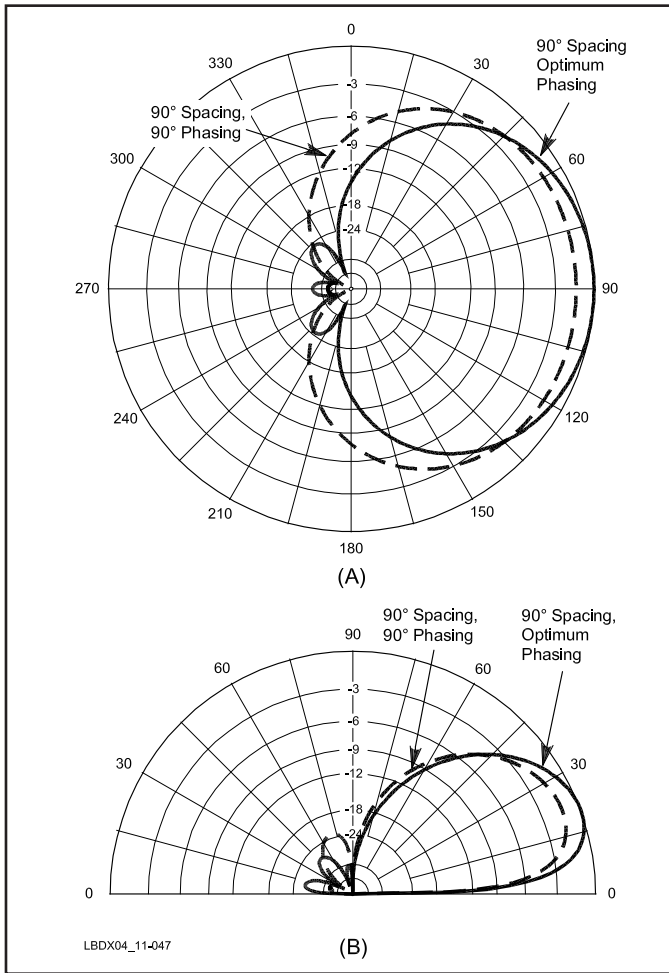 0
330
30
90° Spacing
Optimum
Phasing
90° Spacing,
90° Phasing
-3
-6
-9
-12
-18
-24
300
60
270
90
240
120
210
150
180
(A)
90° Spacing,
90° Phasing
90° Spacing,
Optimum
Phasing
90
60
60
-3
-6
-9
-12
-18
-24
30
30
0
0
LBDX04_11-047
(B)